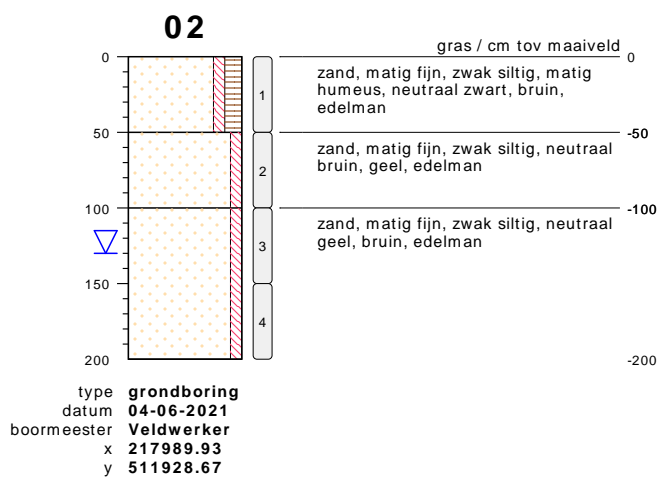 02
gras / cm tov maaiveld
0
0
zand, matig fijn, zwak siltig, matig
humeus, neutraal zwart, bruin,
edelman
1
50
-50
zand, matig fijn, zwak siltig, neutraal
bruin, geel, edelman
2
100
-100
zand, matig fijn, zwak siltig, neutraal
geel, bruin, edelman
3
150
4
200
-200
type grondboring
datum 04-06-2021
boormeester Veldwerker
x 217989.93
y 511928.67